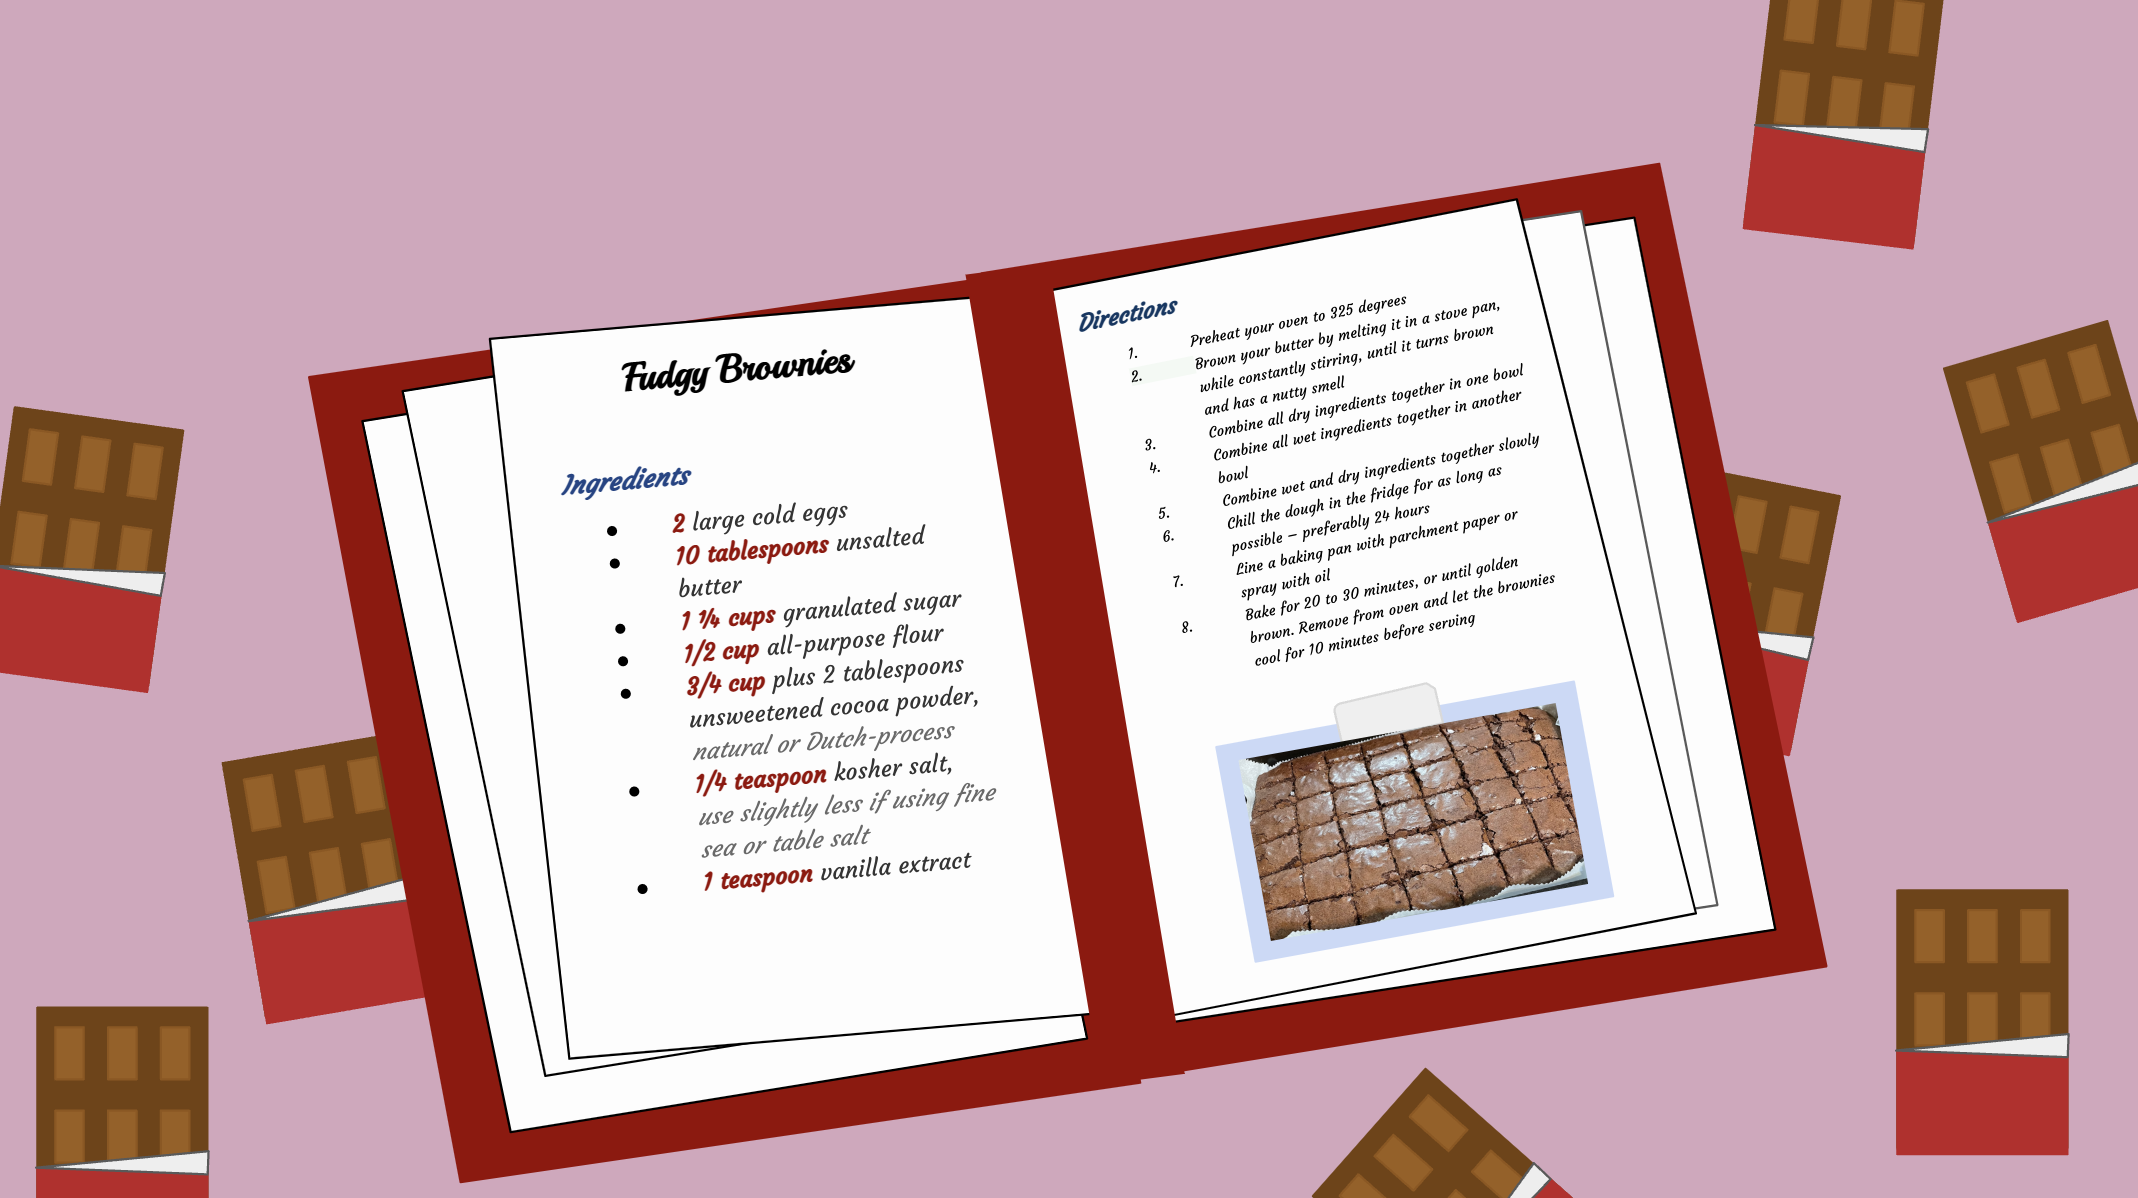 Fudgy Brownies
Ingredients
● 2 large cold eggs
● 10 tablespoons unsalted
butter
● 1 ¼ cups granulated sugar
● 1/2 cup all-purpose flour
● 3/4 cup plus 2 tablespoons
unsweetened cocoa powder,
natural or Dutch-process
● 1/4 teaspoon kosher salt,
use slightly less if using fine
sea or table salt
● 1 teaspoon vanilla extract
Directions
1. Preheat your oven to 325 degrees
2. Brown your butter by melting it in a stove pan,
while constantly stirring, until it turns brown
and has a nutty smell
3. Combine all dry ingredients together in one bowl
4. Combine all wet ingredients together in another
bowl
5. Combine wet and dry ingredients together slowly
6. Chill the dough in the fridge for as long as
possible – preferably 24 hours
7. Line a baking pan with parchment paper or
spray with oil
8. Bake for 20 to 30 minutes, or until golden
brown. Remove from oven and let the brownies
cool for 10 minutes before serving